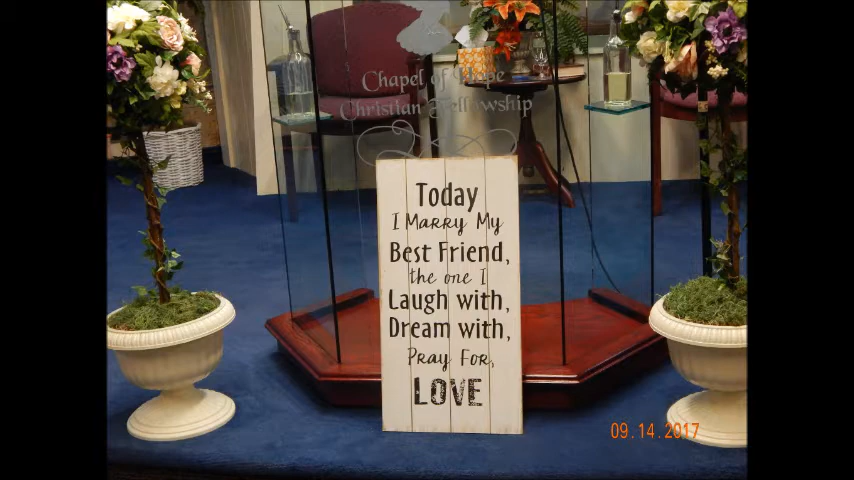 Chapel of Hope
Christian Fellowship
Today
I Marry My
Best Friend,
the one I
Laugh with,
Dream with,
Pray For,
LOVE
09.14.2017